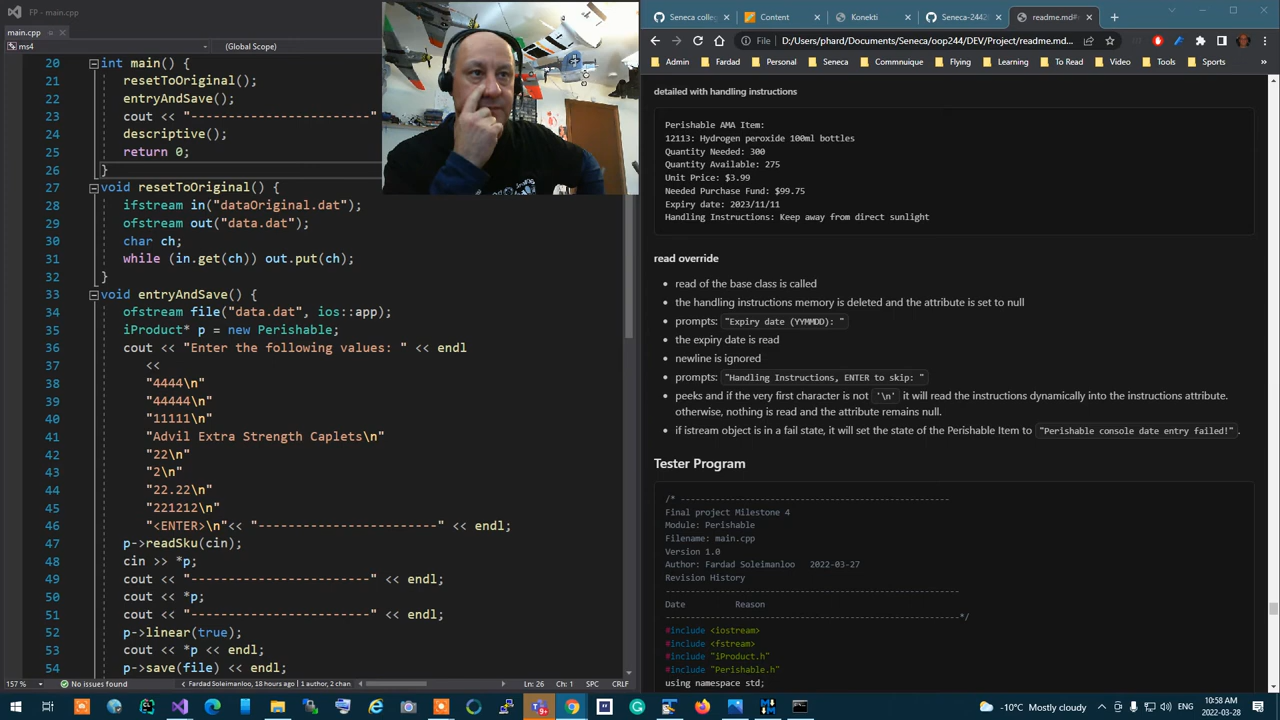 FP - main.cpp
main.cpp
ms4
(Global Scope)
20 int main() {
21 resetToOriginal();
22 entryAndSave();
23 cout << "------------------------"
24 descriptive();
25 return 0;
26 }
27 void resetToOriginal() {
28 ifstream in("dataOriginal.dat");
29 ofstream out("data.dat");
30 char ch;
31 while (in.get(ch)) out.put(ch);
32 }
33 void entryAndSave() {
34 ofstream file("data.dat", ios::app);
35 iProduct* p = new Perishable;
36 cout << "Enter the following values: " << endl
37 <<
38 "4444\n"
39 "44444\n"
40 "11111\n"
41 "Advil Extra Strength Caplets\n"
42 "22\n"
43 "2\n"
44 "22.22\n"
45 "221212\n"
46 "<ENTER>\n"<< "------------------------" << endl;
47 p->readSku(cin);
48 cin >> *p;
49 cout << "------------------------" << endl;
50 cout << *p;
51 cout << "------------------------" << endl;
52 p->linear(true);
53 cout << *p << endl;
54 p->save(file) << endl;
157 %
No issues found
Fardad Soleimanloo, 18 hours ago | 1 author, 2 chan
Ln: 26 Ch: 1 SPC CRLF
Seneca colleg
Content
Konekti
Seneca-2442
readme.md#
File
D:/Users/phard/Documents/Seneca/oop244/DEV/Project/readme.md...
Admin Fardad Personal Seneca Commnuique Flying Learning To Read Video Tools Sports
detailed with handling instructions
Perishable AMA Item:
12113: Hydrogen peroxide 100ml bottles
Quantity Needed: 300
Quantity Available: 275
Unit Price: $3.99
Needed Purchase Fund: $99.75
Expiry date: 2023/11/11
Handling Instructions: Keep away from direct sunlight
read override
• read of the base class is called
• the handling instructions memory is deleted and the attribute is set to null
• prompts: "Expiry date (YYMMDD): "
• the expiry date is read
• newline is ignored
• prompts: "Handling Instructions, ENTER to skip: "
• peeks and if the very first character is not '\n' it will read the instructions dynamically into the instructions attribute.
otherwise, nothing is read and the attribute remains null.
• if istream object is in a fail state, it will set the state of the Perishable Item to "Perishable console date entry failed!".
Tester Program
/* --------------------------------------------------
Final project Milestone 4
Module: Perishable
Filename: main.cpp
Version 1.0
Author: Fardad Soleimanloo 2022-03-27
Revision History
-----------------------------------------------------
Date Reason
-----------------------------------------------------*/
#include <iostream>
#include <fstream>
#include "iProduct.h"
#include "Perishable.h"
using namespace std;
-10°C Mostly cloudy
ENG
10:58 AM
2022-03-28